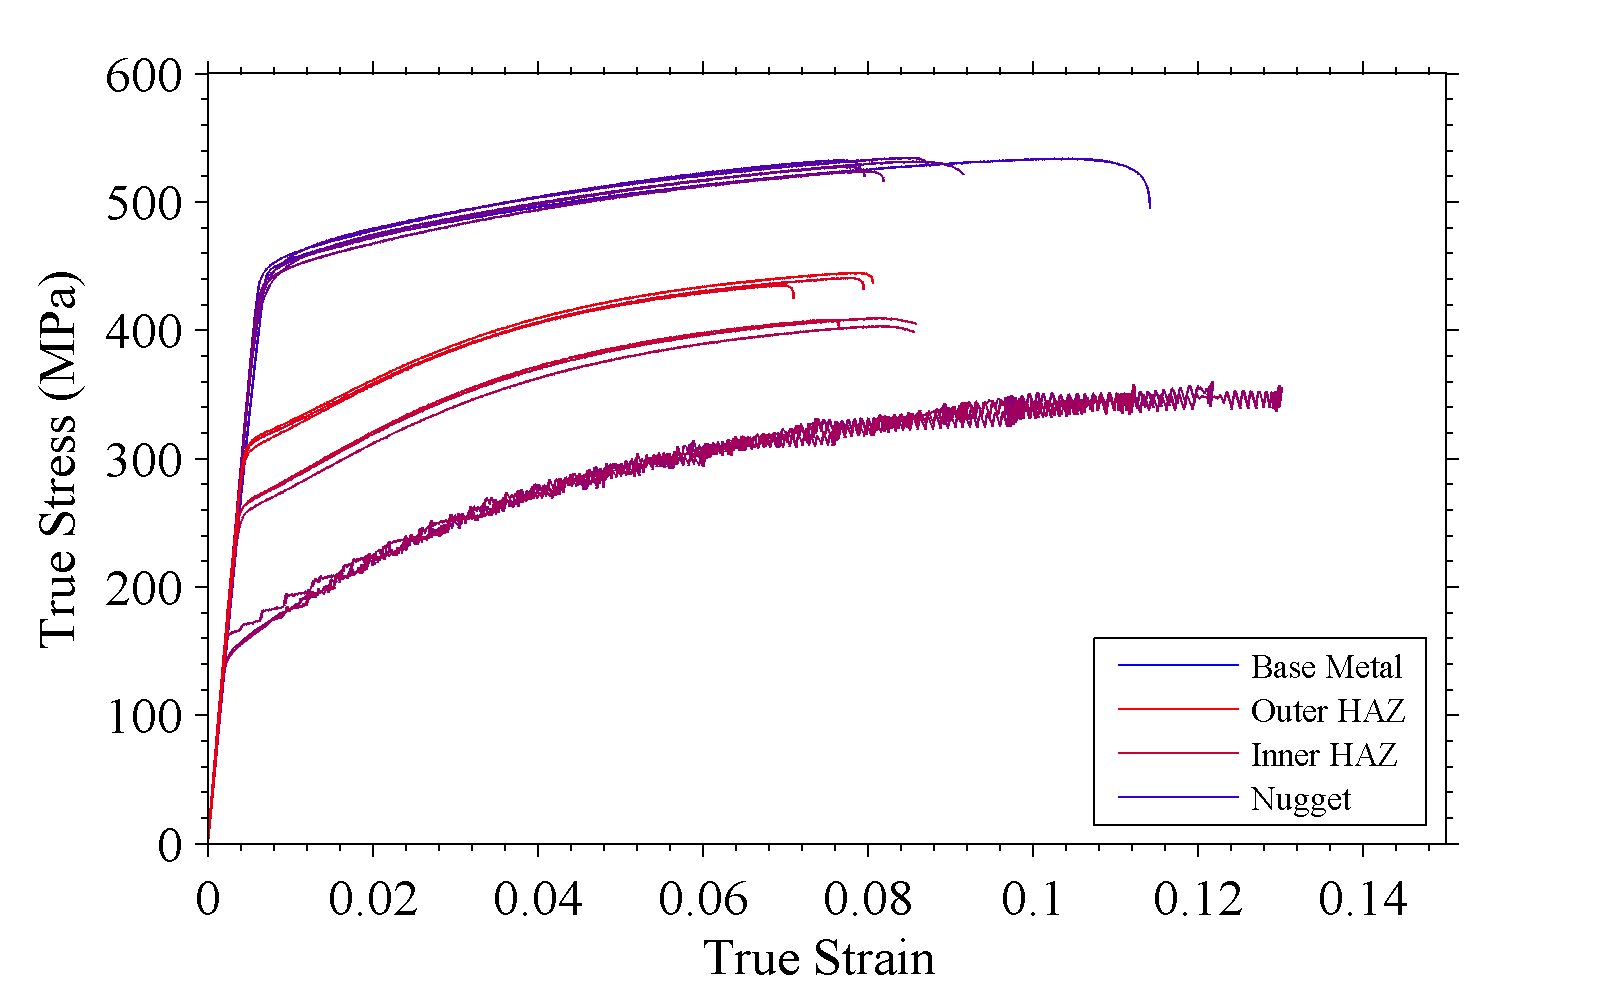 600
500
400
300
200
100
0
True Stress (MPa)
0 0.02 0.04 0.06 0.08 0.1 0.12 0.14
True Strain
Base Metal
Outer HAZ
Inner HAZ
Nugget